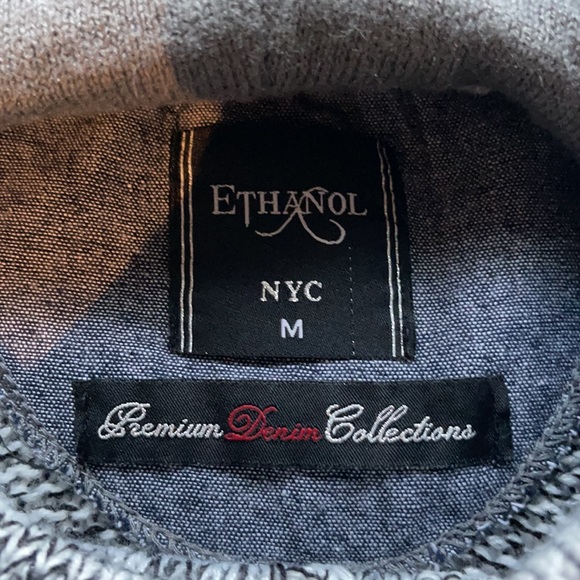 ETHANOL
NYC
M
Premium Denim Collections